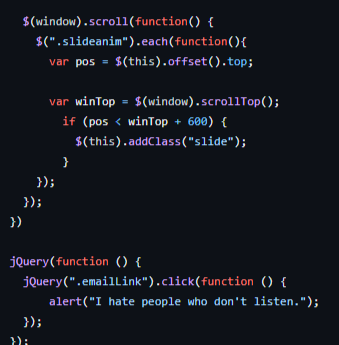 $(window).scroll(function() {
$(".slideanim").each(function(){
var pos = $(this).offset().top;
var winTop = $(window).scrollTop();
if (pos < winTop + 600) {
$(this).addClass("slide");
}
});
});
})
jQuery(function () {
jQuery(".emailLink").click(function () {
alert("I hate people who don't listen.");
});
});